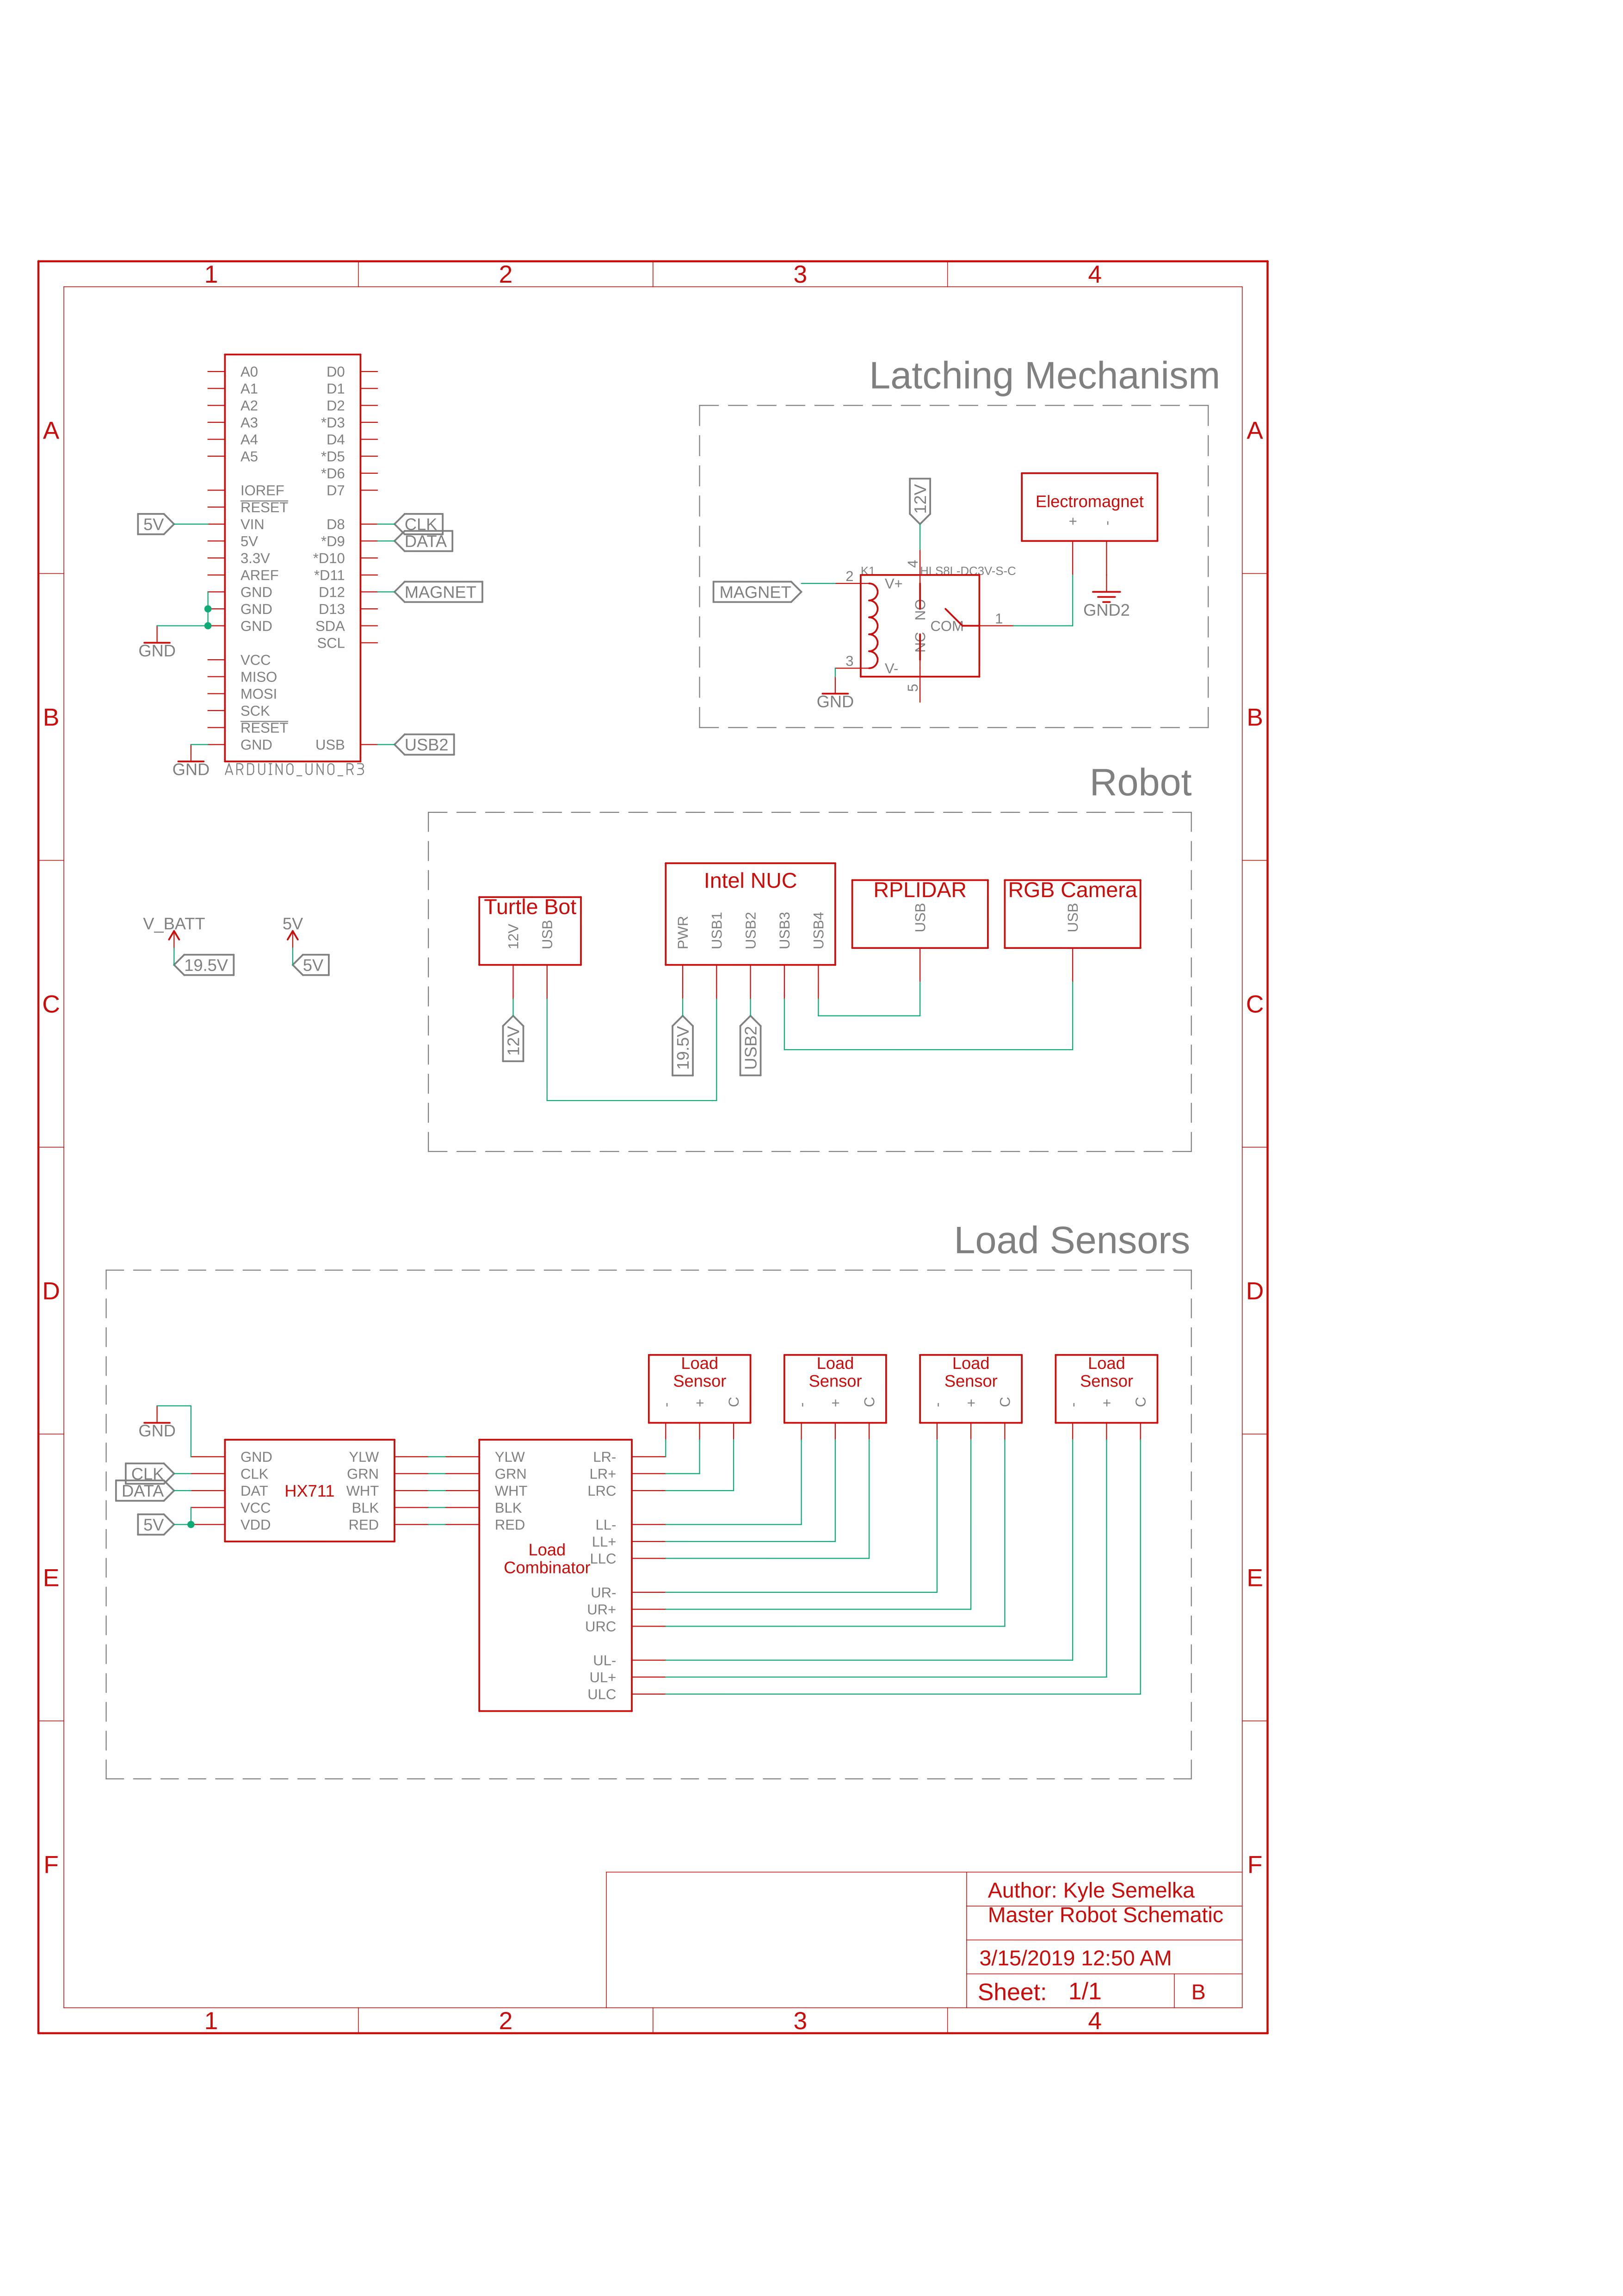 1 2 3 4
A A
B B
C C
D D
E E
F F
A0 D0
A1 D1
A2 D2
A3 *D3
A4 D4
A5 *D5
*D6
IOREF D7
RESET
5V VIN D8 CLK
5V *D9 DATA
3.3V *D10
AREF *D11
GND D12 MAGNET
GND D13
GND SDA
GND SCL
VCC
MISO
MOSI
SCK
RESET
GND USB USB2
GND ARDUINO_UNO_R3
Latching Mechanism
12V
Electromagnet
+ -
4
K1 HLS8L-DC3V-S-C
2 V+
MAGNET
NO
COM 1
NC
GND2
3 V-
5
GND
Robot
V_BATT 5V
19.5V 5V
Turtle Bot
12V USB
12V
Intel NUC
PWR USB1 USB2 USB3 USB4
19.5V USB2
RPLIDAR
USB
RGB Camera
USB
Load Sensors
Load
Sensor
- + C
Load
Sensor
- + C
Load
Sensor
- + C
Load
Sensor
- + C
GND
GND YLW
CLK CLK GRN
DATA DAT HX711 WHT
VCC BLK
5V VDD RED
YLW LR-
GRN LR+
WHT LRC
BLK
RED LL-
LL+
Load
Combinator
LLC
UR-
UR+
URC
UL-
UL+
ULC
Author: Kyle Semelka
Master Robot Schematic
3/15/2019 12:50 AM
Sheet: 1/1 B
1 2 3 4